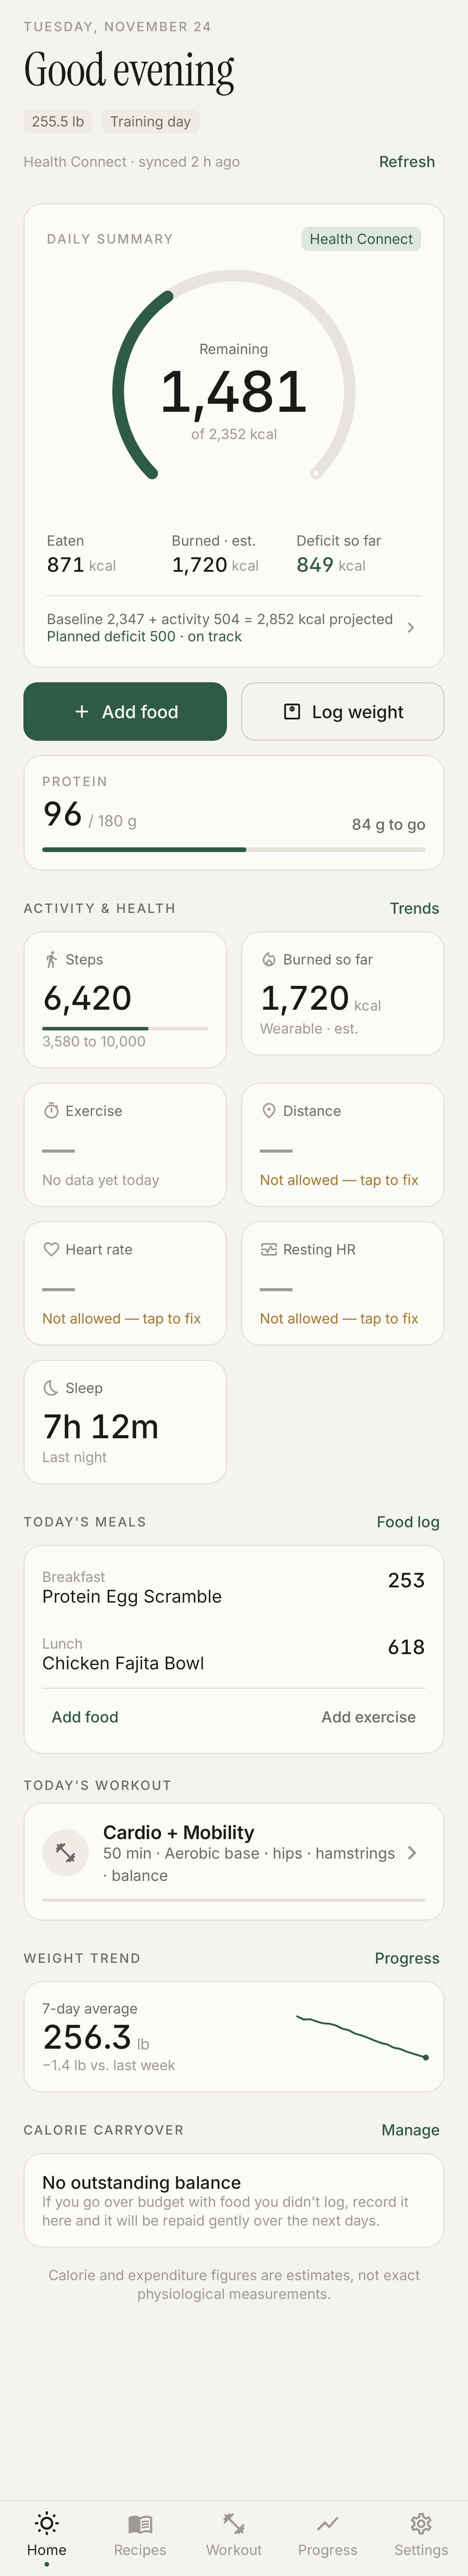 TUESDAY, NOVEMBER 24
Good evening
255.5 lb
Training day
Health Connect · synced 2 h ago
Refresh
DAILY SUMMARY
Health Connect
Remaining
1,481
of 2,352 kcal
Eaten
871 kcal
Burned · est.
1,720 kcal
Deficit so far
849 kcal
Baseline 2,347 + activity 504 = 2,852 kcal projected
Planned deficit 500 · on track
Add food
Log weight
PROTEIN
96 / 180 g
84 g to go
ACTIVITY & HEALTH
Trends
Steps
6,420
3,580 to 10,000
Burned so far
1,720 kcal
Wearable · est.
Exercise
—
No data yet today
Distance
—
Not allowed — tap to fix
Heart rate
—
Not allowed — tap to fix
Resting HR
—
Not allowed — tap to fix
Sleep
7h 12m
Last night
TODAY'S MEALS
Food log
Breakfast
Protein Egg Scramble
253
Lunch
Chicken Fajita Bowl
618
Add food
Add exercise
TODAY'S WORKOUT
Cardio + Mobility
50 min · Aerobic base · hips · hamstrings
· balance
WEIGHT TREND
Progress
7-day average
256.3 lb
−1.4 lb vs. last week
CALORIE CARRYOVER
Manage
No outstanding balance
If you go over budget with food you didn't log, record it
here and it will be repaid gently over the next days.
Calorie and expenditure figures are estimates, not exact
physiological measurements.
Home
Recipes
Workout
Progress
Settings